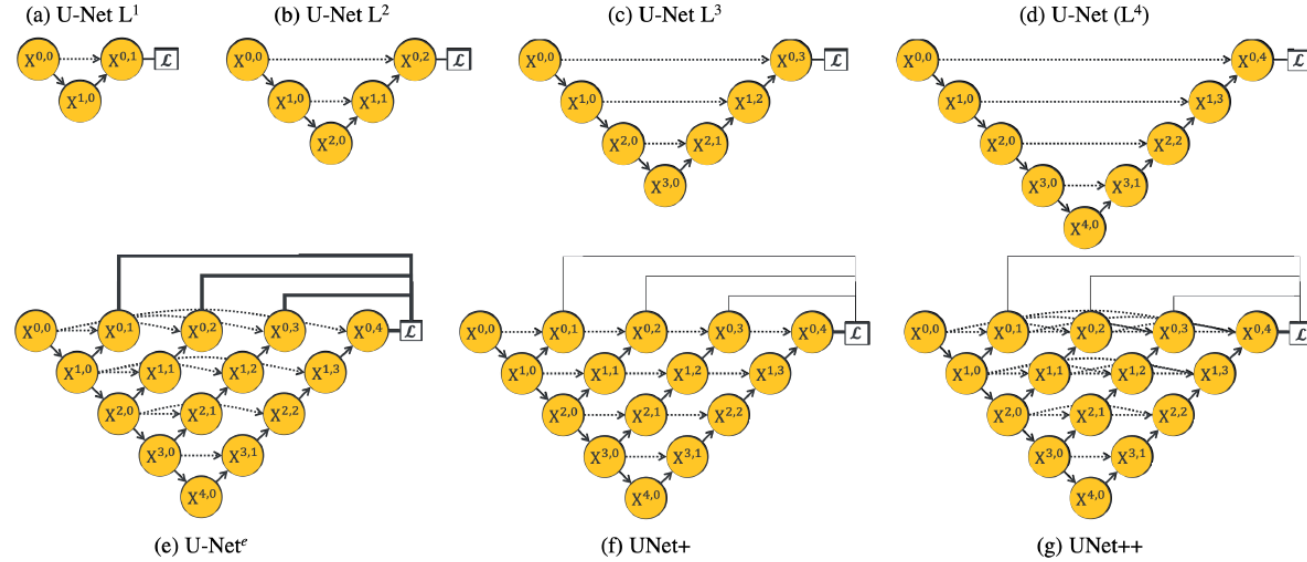 (a) U-Net L¹ (b) U-Net L² (c) U-Net L³ (d) U-Net (L⁴)
X⁰,⁰ X⁰,¹ ℒ X⁰,⁰ X⁰,² ℒ X⁰,⁰ X⁰,³ ℒ X⁰,⁰ X⁰,⁴ ℒ
X¹,⁰ X¹,⁰ X¹,¹ X¹,⁰ X¹,² X¹,⁰ X¹,³
X²,⁰ X²,⁰ X²,¹ X²,⁰ X²,²
X³,⁰ X³,⁰ X³,¹
X⁴,⁰
X⁰,⁰ X⁰,¹ X⁰,² X⁰,³ X⁰,⁴ ℒ X⁰,⁰ X⁰,¹ X⁰,² X⁰,³ X⁰,⁴ ℒ X⁰,⁰ X⁰,¹ X⁰,² X⁰,³ X⁰,⁴ ℒ
X¹,⁰ X¹,¹ X¹,² X¹,³ X¹,⁰ X¹,¹ X¹,² X¹,³ X¹,⁰ X¹,¹ X¹,² X¹,³
X²,⁰ X²,¹ X²,² X²,⁰ X²,¹ X²,² X²,⁰ X²,¹ X²,²
X³,⁰ X³,¹ X³,⁰ X³,¹ X³,⁰ X³,¹
X⁴,⁰ X⁴,⁰ X⁴,⁰
(e) U-Netᵉ (f) UNet+ (g) UNet++